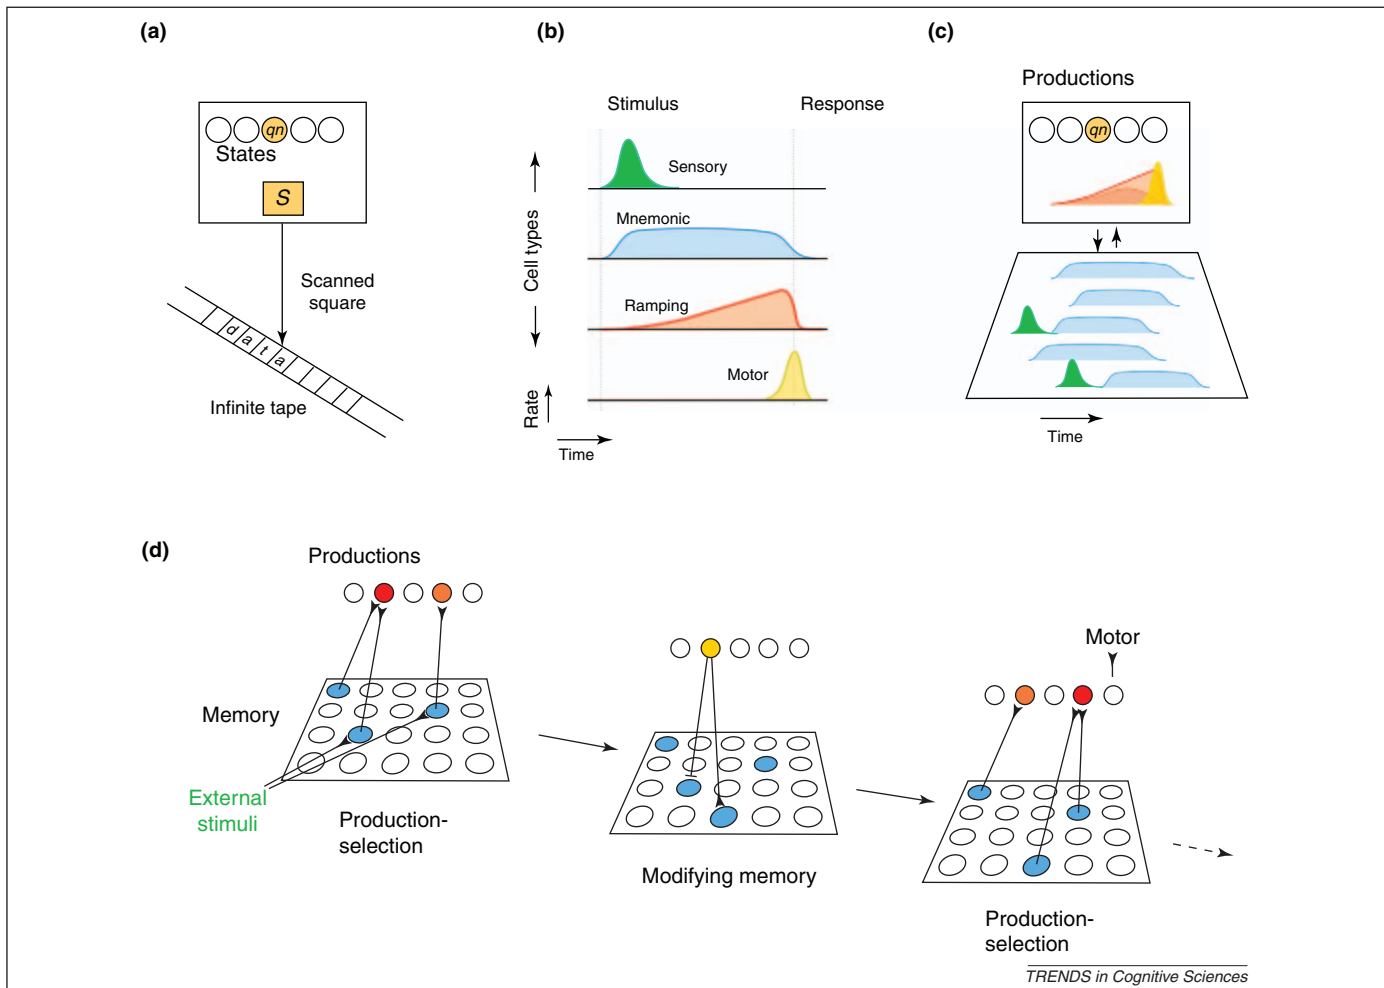 (a)
qn
States
S
Scanned
square
d a t a
Infinite tape
(b)
Stimulus
Response
Sensory
Mnemonic
Ramping
Motor
Cell types
Rate
Time
(c)
Productions
qn
Time
(d)
Productions
Memory
External
stimuli
Production-
selection
Modifying memory
Motor
Production-
selection
TRENDS in Cognitive Sciences